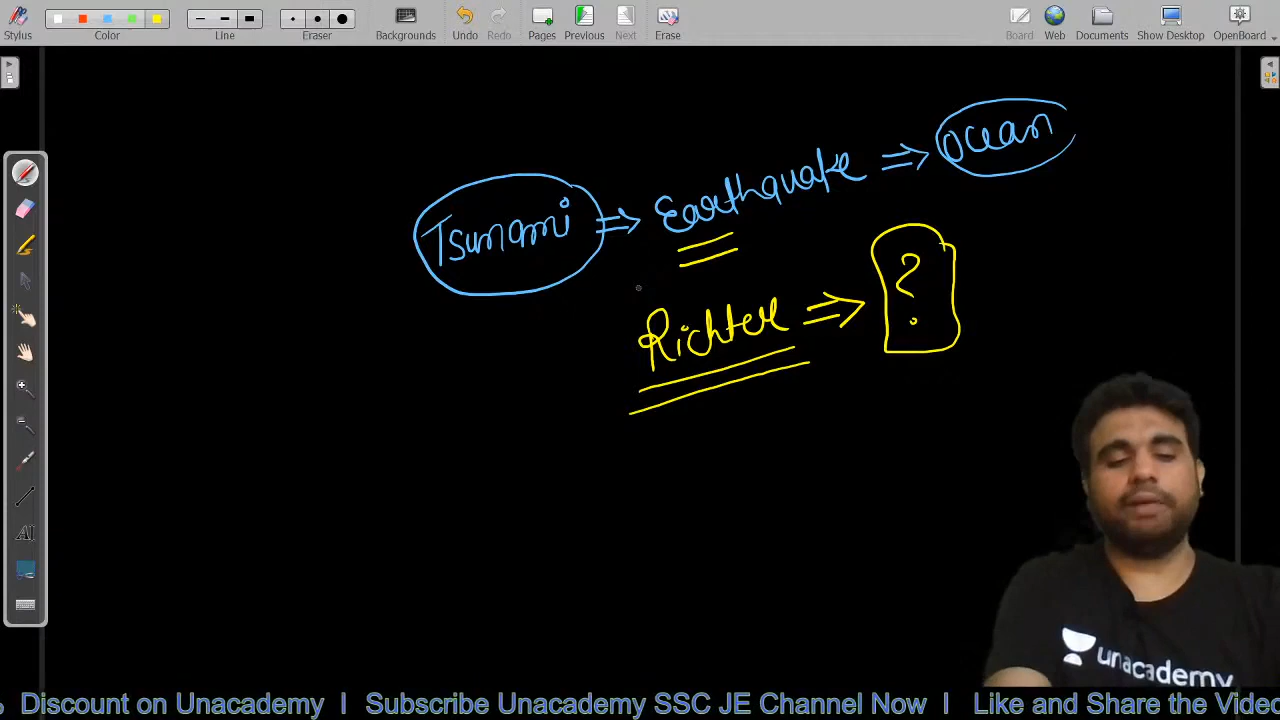 Stylus
Color
Line
Eraser
Backgrounds
Undo
Redo
Pages
Previous
Next
Erase
Board
Web
Documents
Show Desktop
OpenBoard
Tsunami ⇒ Earthquake ⇒ Ocean
Richter ⇒ ?
AI
unacademy
Discount on Unacademy I Subscribe Unacademy SSC JE Channel Now I Like and Share the Video